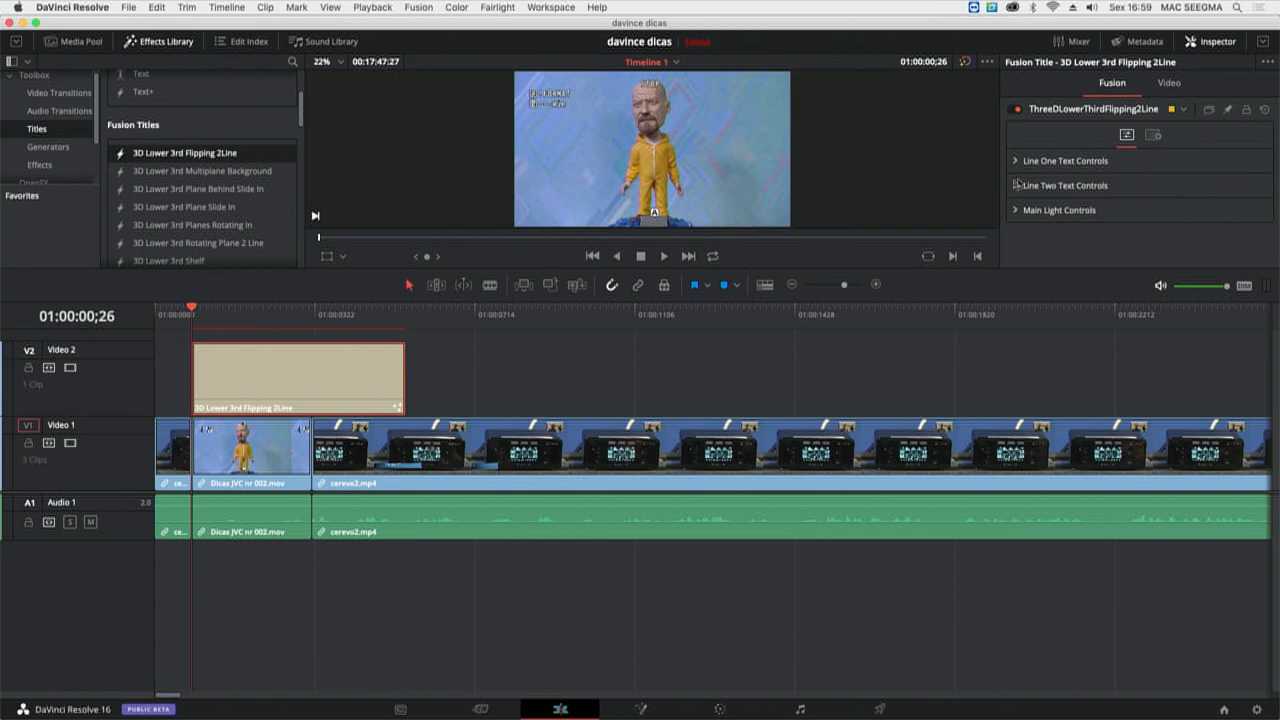 DaVinci Resolve File Edit Trim Timeline Clip Mark View Playback Fusion Color Fairlight Workspace Help Sex 16:59 MAC SEEGMA
davince dicas
Media Pool Effects Library Edit Index Sound Library davince dicas Edited Mixer Metadata Inspector
22% 00:17:47:27 Timeline 1 01:00:00;26 Fusion Title - 3D Lower 3rd Flipping 2Line
Toolbox Text
Fusion Video
Video Transitions Text+
Audio Transitions ThreeDLowerThirdFlipping2Line
Titles Fusion Titles
Generators 3D Lower 3rd Flipping 2Line
Effects 3D Lower 3rd Multiplane Background Line One Text Controls
OpenFX
Favorites 3D Lower 3rd Plane Behind Slide In Line Two Text Controls
3D Lower 3rd Plane Slide In Main Light Controls
3D Lower 3rd Planes Rotating In
3D Lower 3rd Rotating Plane 2 Line
3D Lower 3rd Shelf
STOP
A
DIM
01:00:00;26 01:00:0322 01:00:0714 01:00:1106 01:00:1428 01:00:1820 01:00:2212
V2 Video 2
1 Clip
3D Lower 3rd Flipping 2Line
V1 Video 1
3 Clips
ce... Dicas JVC nr 002.mov cerevo2.mp4
A1 Audio 1 2.0
S M
ce... Dicas JVC nr 002.mov cerevo2.mp4
DaVinci Resolve 16 PUBLIC BETA